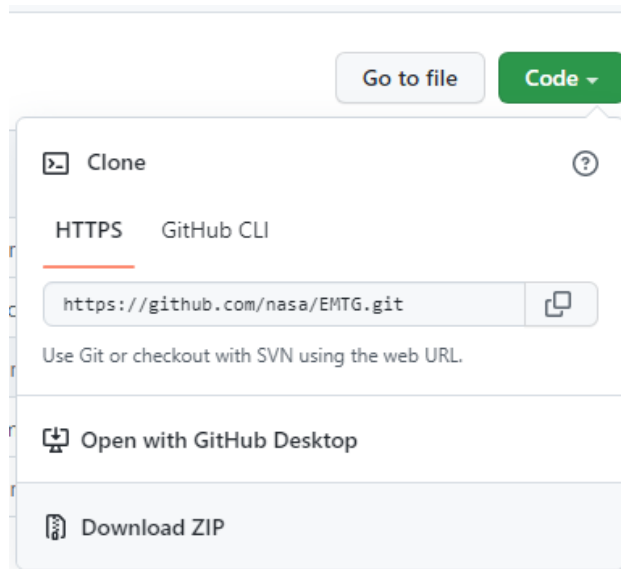 Go to file
Code
Clone
HTTPS GitHub CLI
https://github.com/nasa/EMTG.git
Use Git or checkout with SVN using the web URL.
Open with GitHub Desktop
Download ZIP